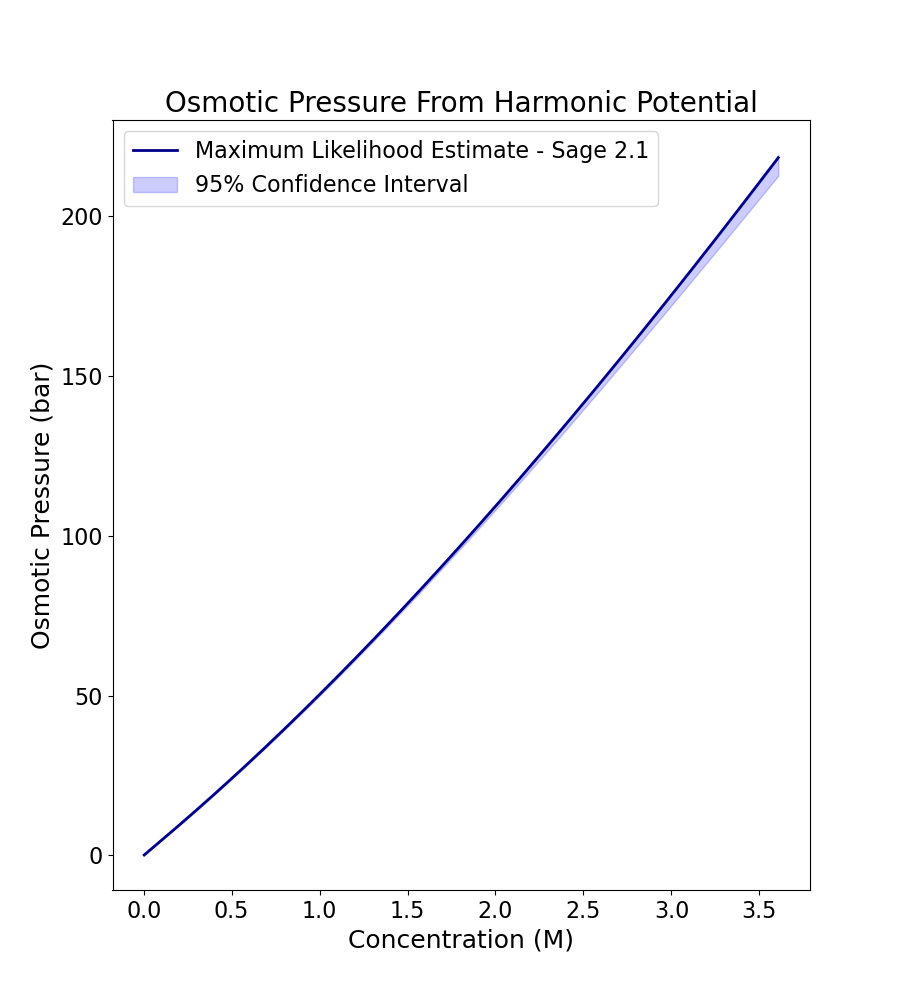 Osmotic Pressure From Harmonic Potential
Maximum Likelihood Estimate - Sage 2.1
95% Confidence Interval
Osmotic Pressure (bar)
200
150
100
50
0
0.0 0.5 1.0 1.5 2.0 2.5 3.0 3.5
Concentration (M)